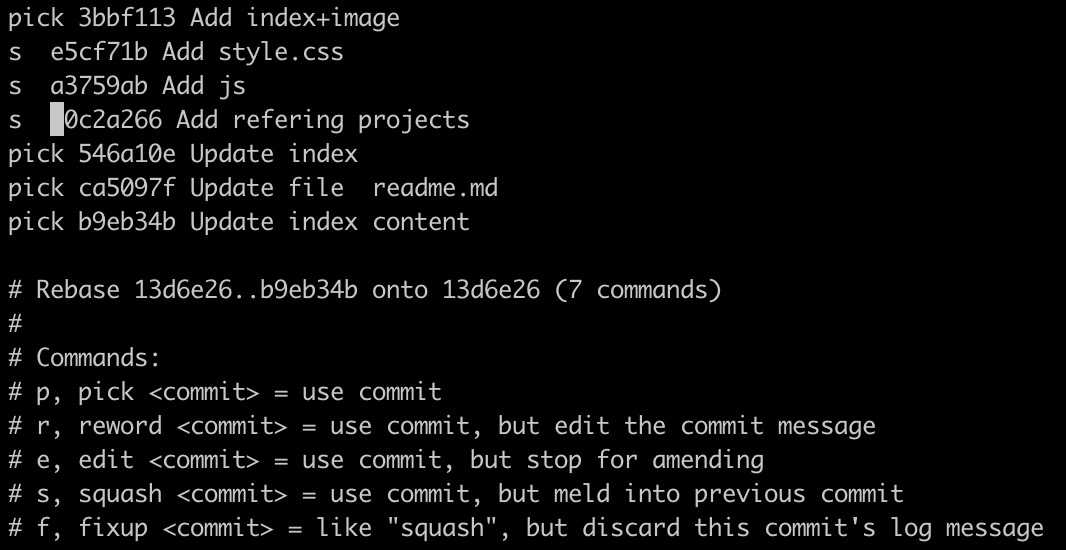 pick 3bbf113 Add index+image
s  e5cf71b Add style.css
s  a3759ab Add js
s  0c2a266 Add refering projects
pick 546a10e Update index
pick ca5097f Update file  readme.md
pick b9eb34b Update index content

# Rebase 13d6e26..b9eb34b onto 13d6e26 (7 commands)
#
# Commands:
# p, pick <commit> = use commit
# r, reword <commit> = use commit, but edit the commit message
# e, edit <commit> = use commit, but stop for amending
# s, squash <commit> = use commit, but meld into previous commit
# f, fixup <commit> = like "squash", but discard this commit's log message